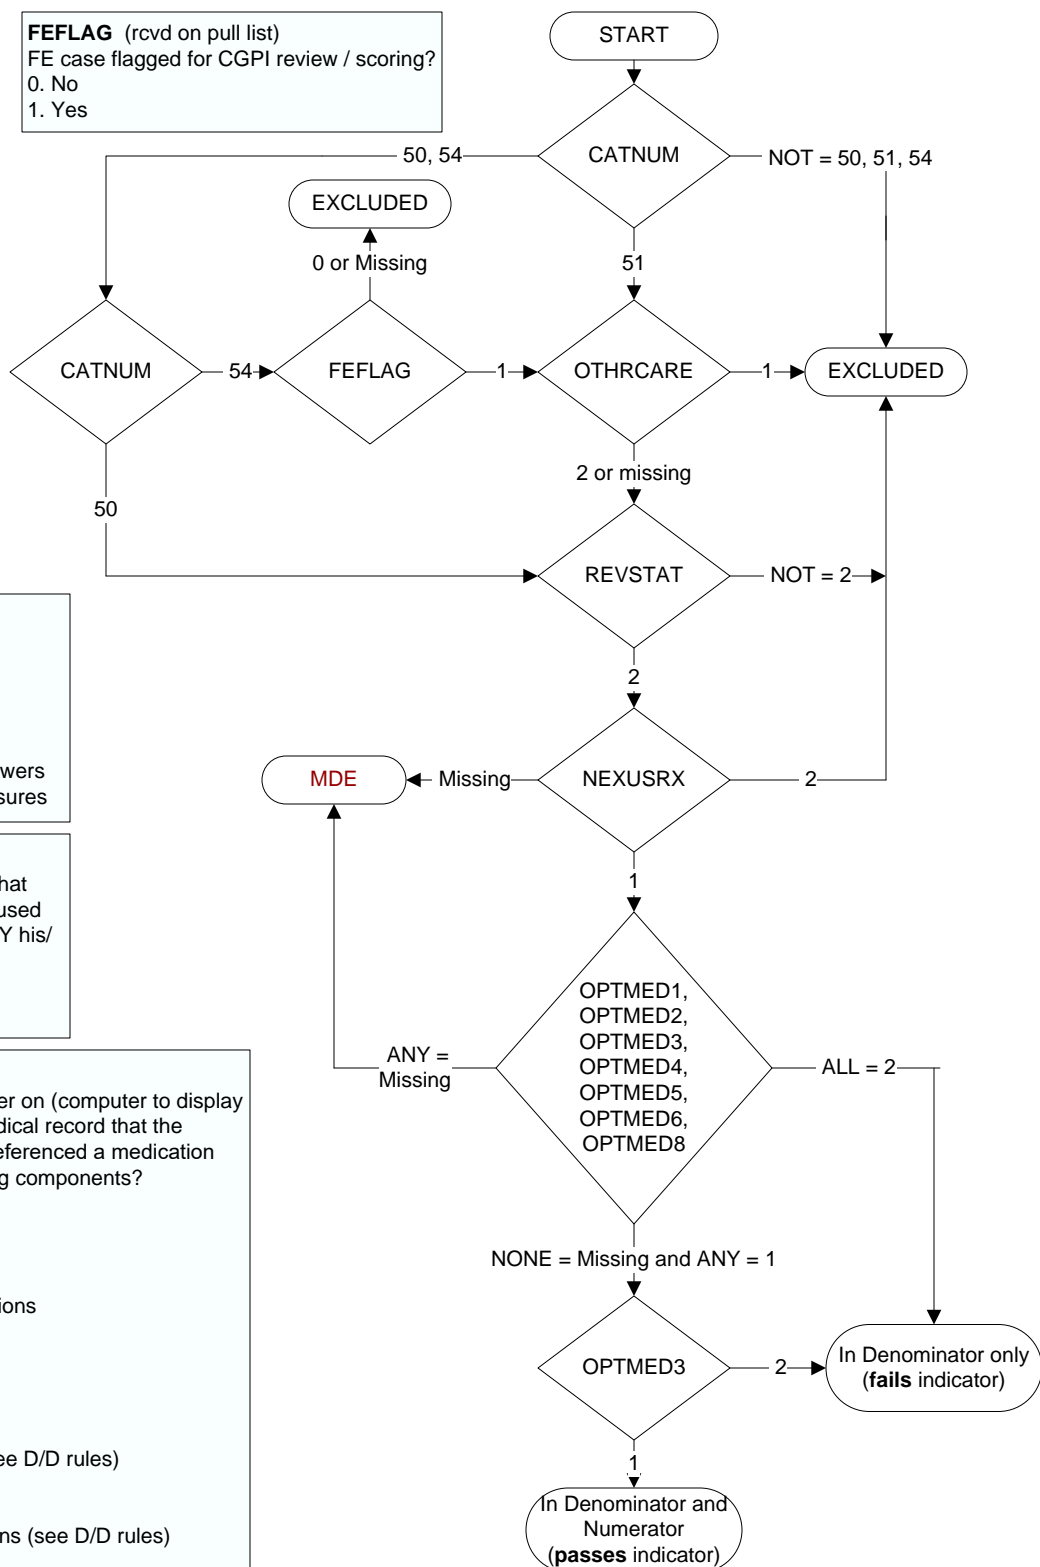 FEFLAG (rcvd on pull list)
FE case flagged for CGPI review / scoring?
0. No
1. Yes
START
CATNUM
50, 54
NOT = 50, 51, 54
EXCLUDED
0 or Missing
51
CATNUM
54
FEFLAG
1
OTHRCARE
1
EXCLUDED
2 or missing
50
REVSTAT
NOT = 2
2
wers
sures
MDE
Missing
NEXUSRX
2
1
hat
used
Y his/
OPTMED1,
OPTMED2,
OPTMED3,
OPTMED4,
OPTMED5,
OPTMED6,
OPTMED8
ANY =
Missing
ALL = 2
er on (computer to display
dical record that the
eferenced a medication
g components?
ions
ee D/D rules)
ns (see D/D rules)
NONE = Missing and ANY = 1
OPTMED3
2
In Denominator only
(fails indicator)
1
In Denominator and
Numerator
(passes indicator)